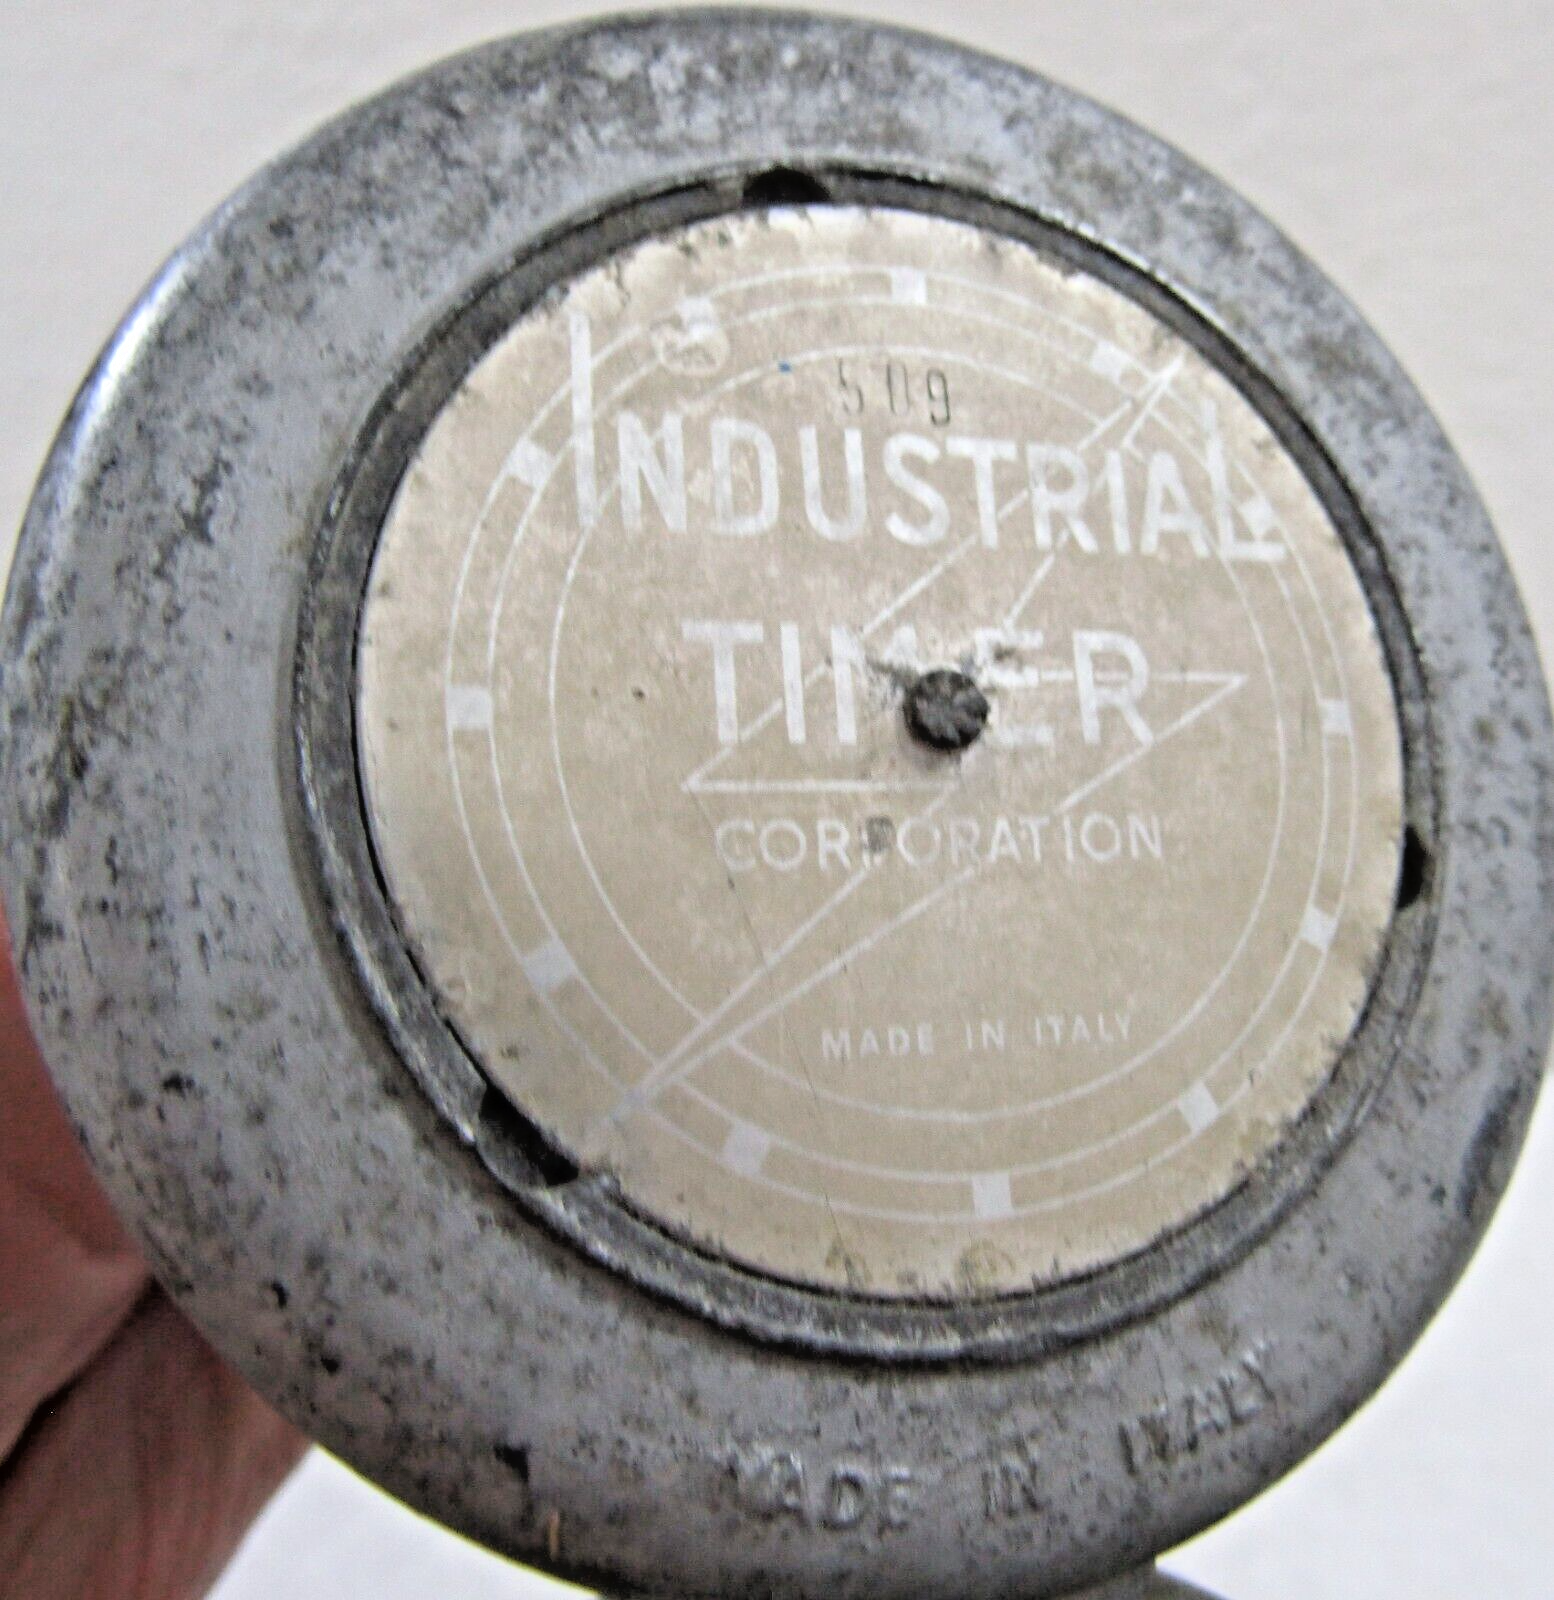 509
INDUSTRIAL
TIMER
CORPORATION
MADE IN ITALY
MADE IN ITALY